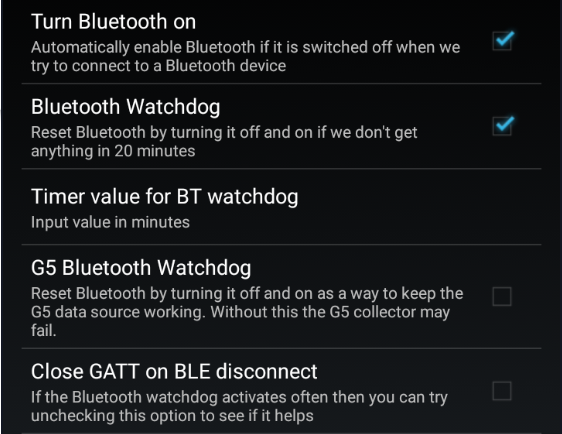 Turn Bluetooth on
Automatically enable Bluetooth if it is switched off when we
try to connect to a Bluetooth device
Bluetooth Watchdog
Reset Bluetooth by turning it off and on if we don't get
anything in 20 minutes
Timer value for BT watchdog
Input value in minutes
G5 Bluetooth Watchdog
Reset Bluetooth by turning it off and on as a way to keep the
G5 data source working. Without this the G5 collector may
fail.
Close GATT on BLE disconnect
If the Bluetooth watchdog activates often then you can try
unchecking this option to see if it helps